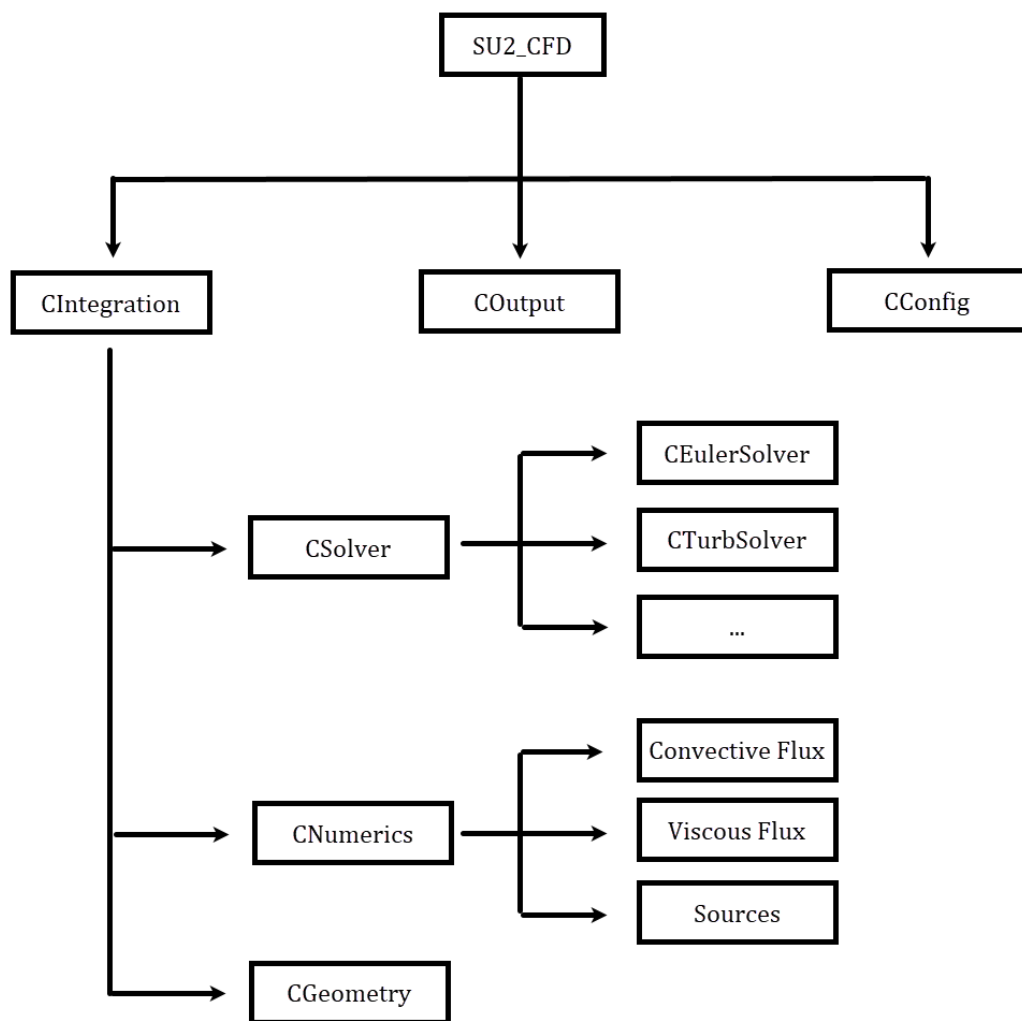 SU2_CFD
CIntegration
COutput
CConfig
CEulerSolver
CSolver
CTurbSolver
...
Convective Flux
CNumerics
Viscous Flux
Sources
CGeometry